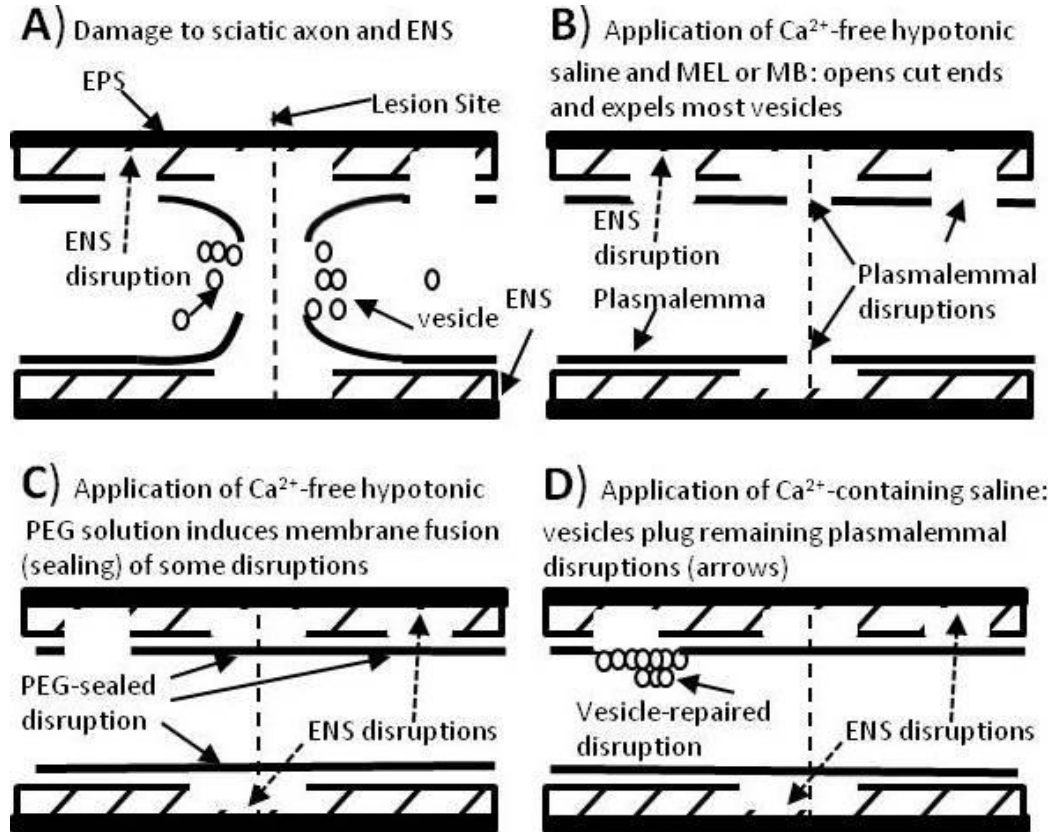 A) Damage to sciatic axon and ENS
EPS
Lesion Site
ENS
disruption
vesicle
ENS
B) Application of Ca²⁺-free hypotonic
saline and MEL or MB: opens cut ends
and expels most vesicles
ENS
disruption
Plasmalemma
Plasmalemmal
disruptions
C) Application of Ca²⁺-free hypotonic
PEG solution induces membrane fusion
(sealing) of some disruptions
PEG-sealed
disruption
ENS disruptions
D) Application of Ca²⁺-containing saline:
vesicles plug remaining plasmalemmal
disruptions (arrows)
Vesicle-repaired
disruption
ENS disruptions